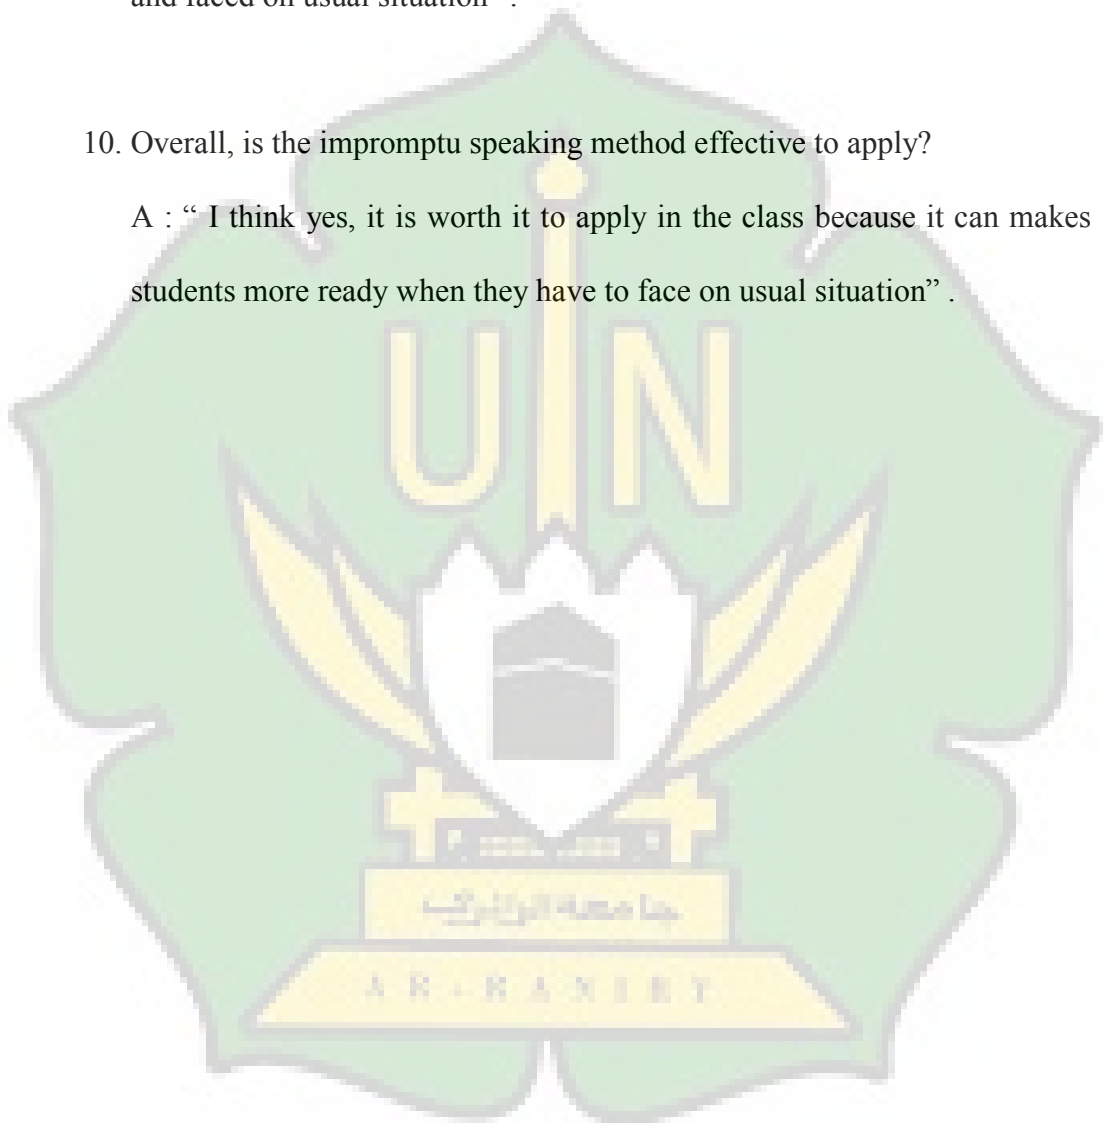 and faced on usual situation” .
10. Overall, is the impromptu speaking method effective to apply?
A : “ I think yes, it is worth it to apply in the class because it can makes
students more ready when they have to face on usual situation” .
UIN
جامعة الرانري
AR-RANIRY